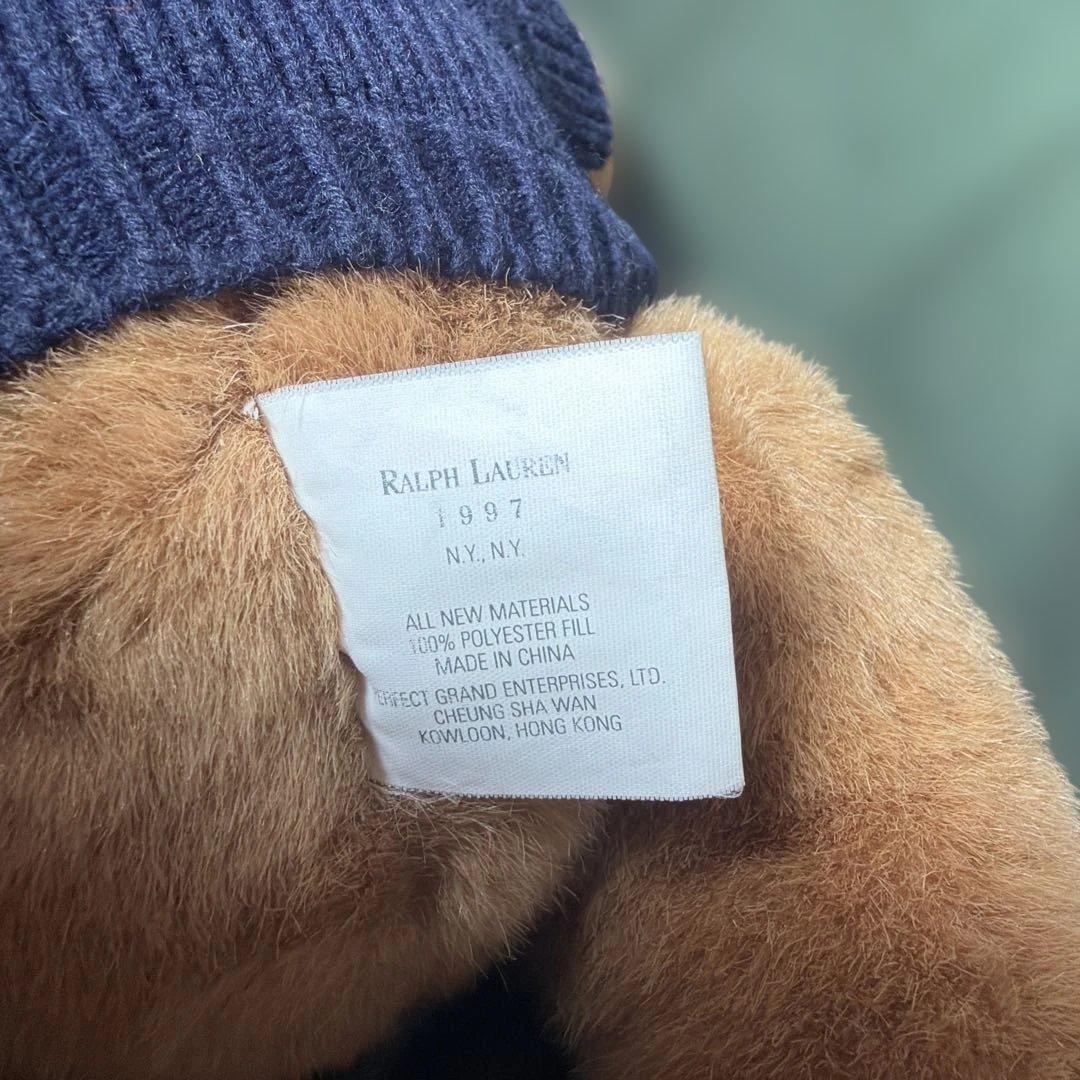 RALPH LAUREN
1997
N.Y., N.Y.
ALL NEW MATERIALS
100% POLYESTER FILL
MADE IN CHINA
ERFECT GRAND ENTERPRISES, LTD.
CHEUNG SHA WAN
KOWLOON, HONG KONG